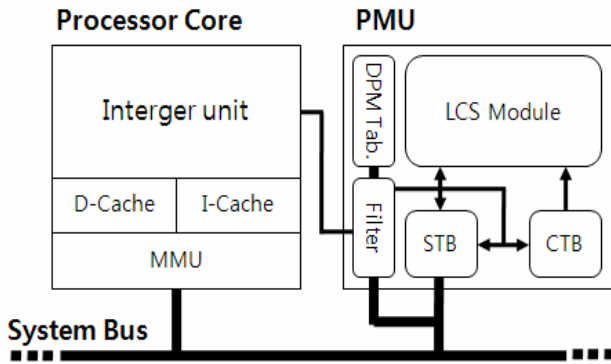 Processor Core
PMU
Interger unit
DPM Tab.
LCS Module
D-Cache
I-Cache
Filter
STB
CTB
MMU
System Bus